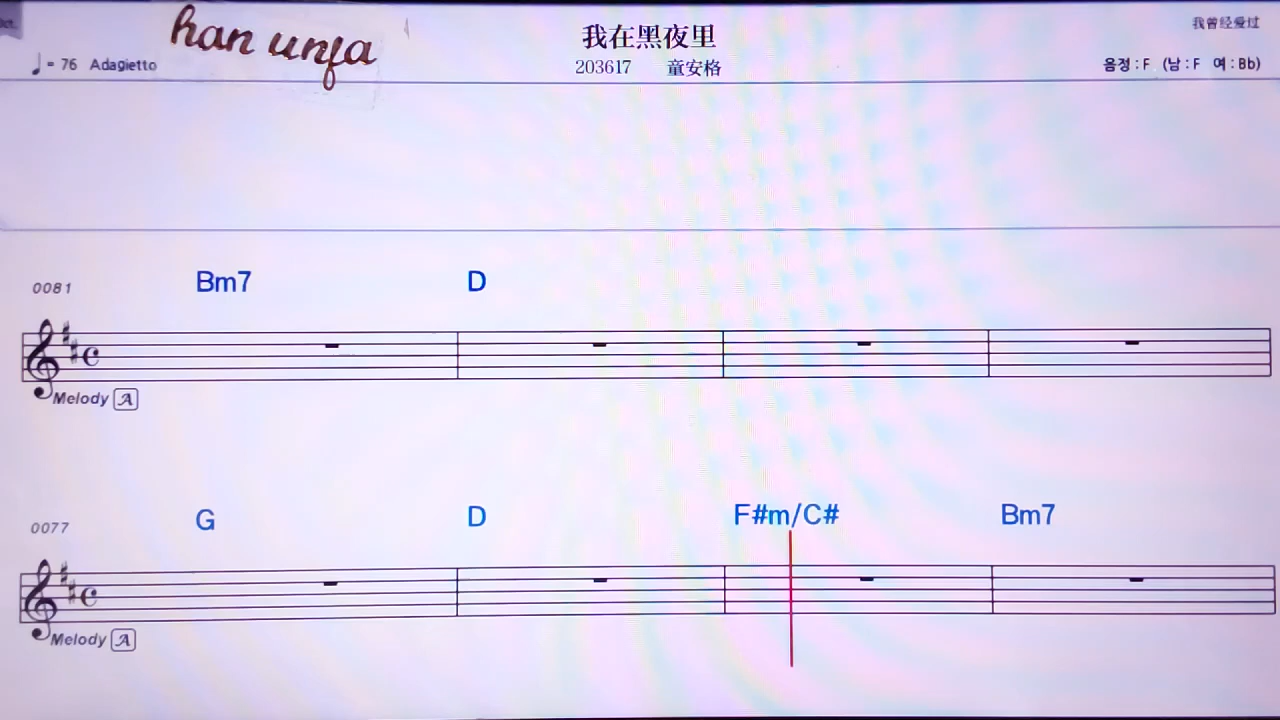 han unfa
我在黑夜里
我曾经爱过
♩= 76 Adagietto
203617 童安格
음정 : F (남 : F 여 : Bb)
Bm7 D
0081
Melody A
G D F#m/C# Bm7
0077
Melody A